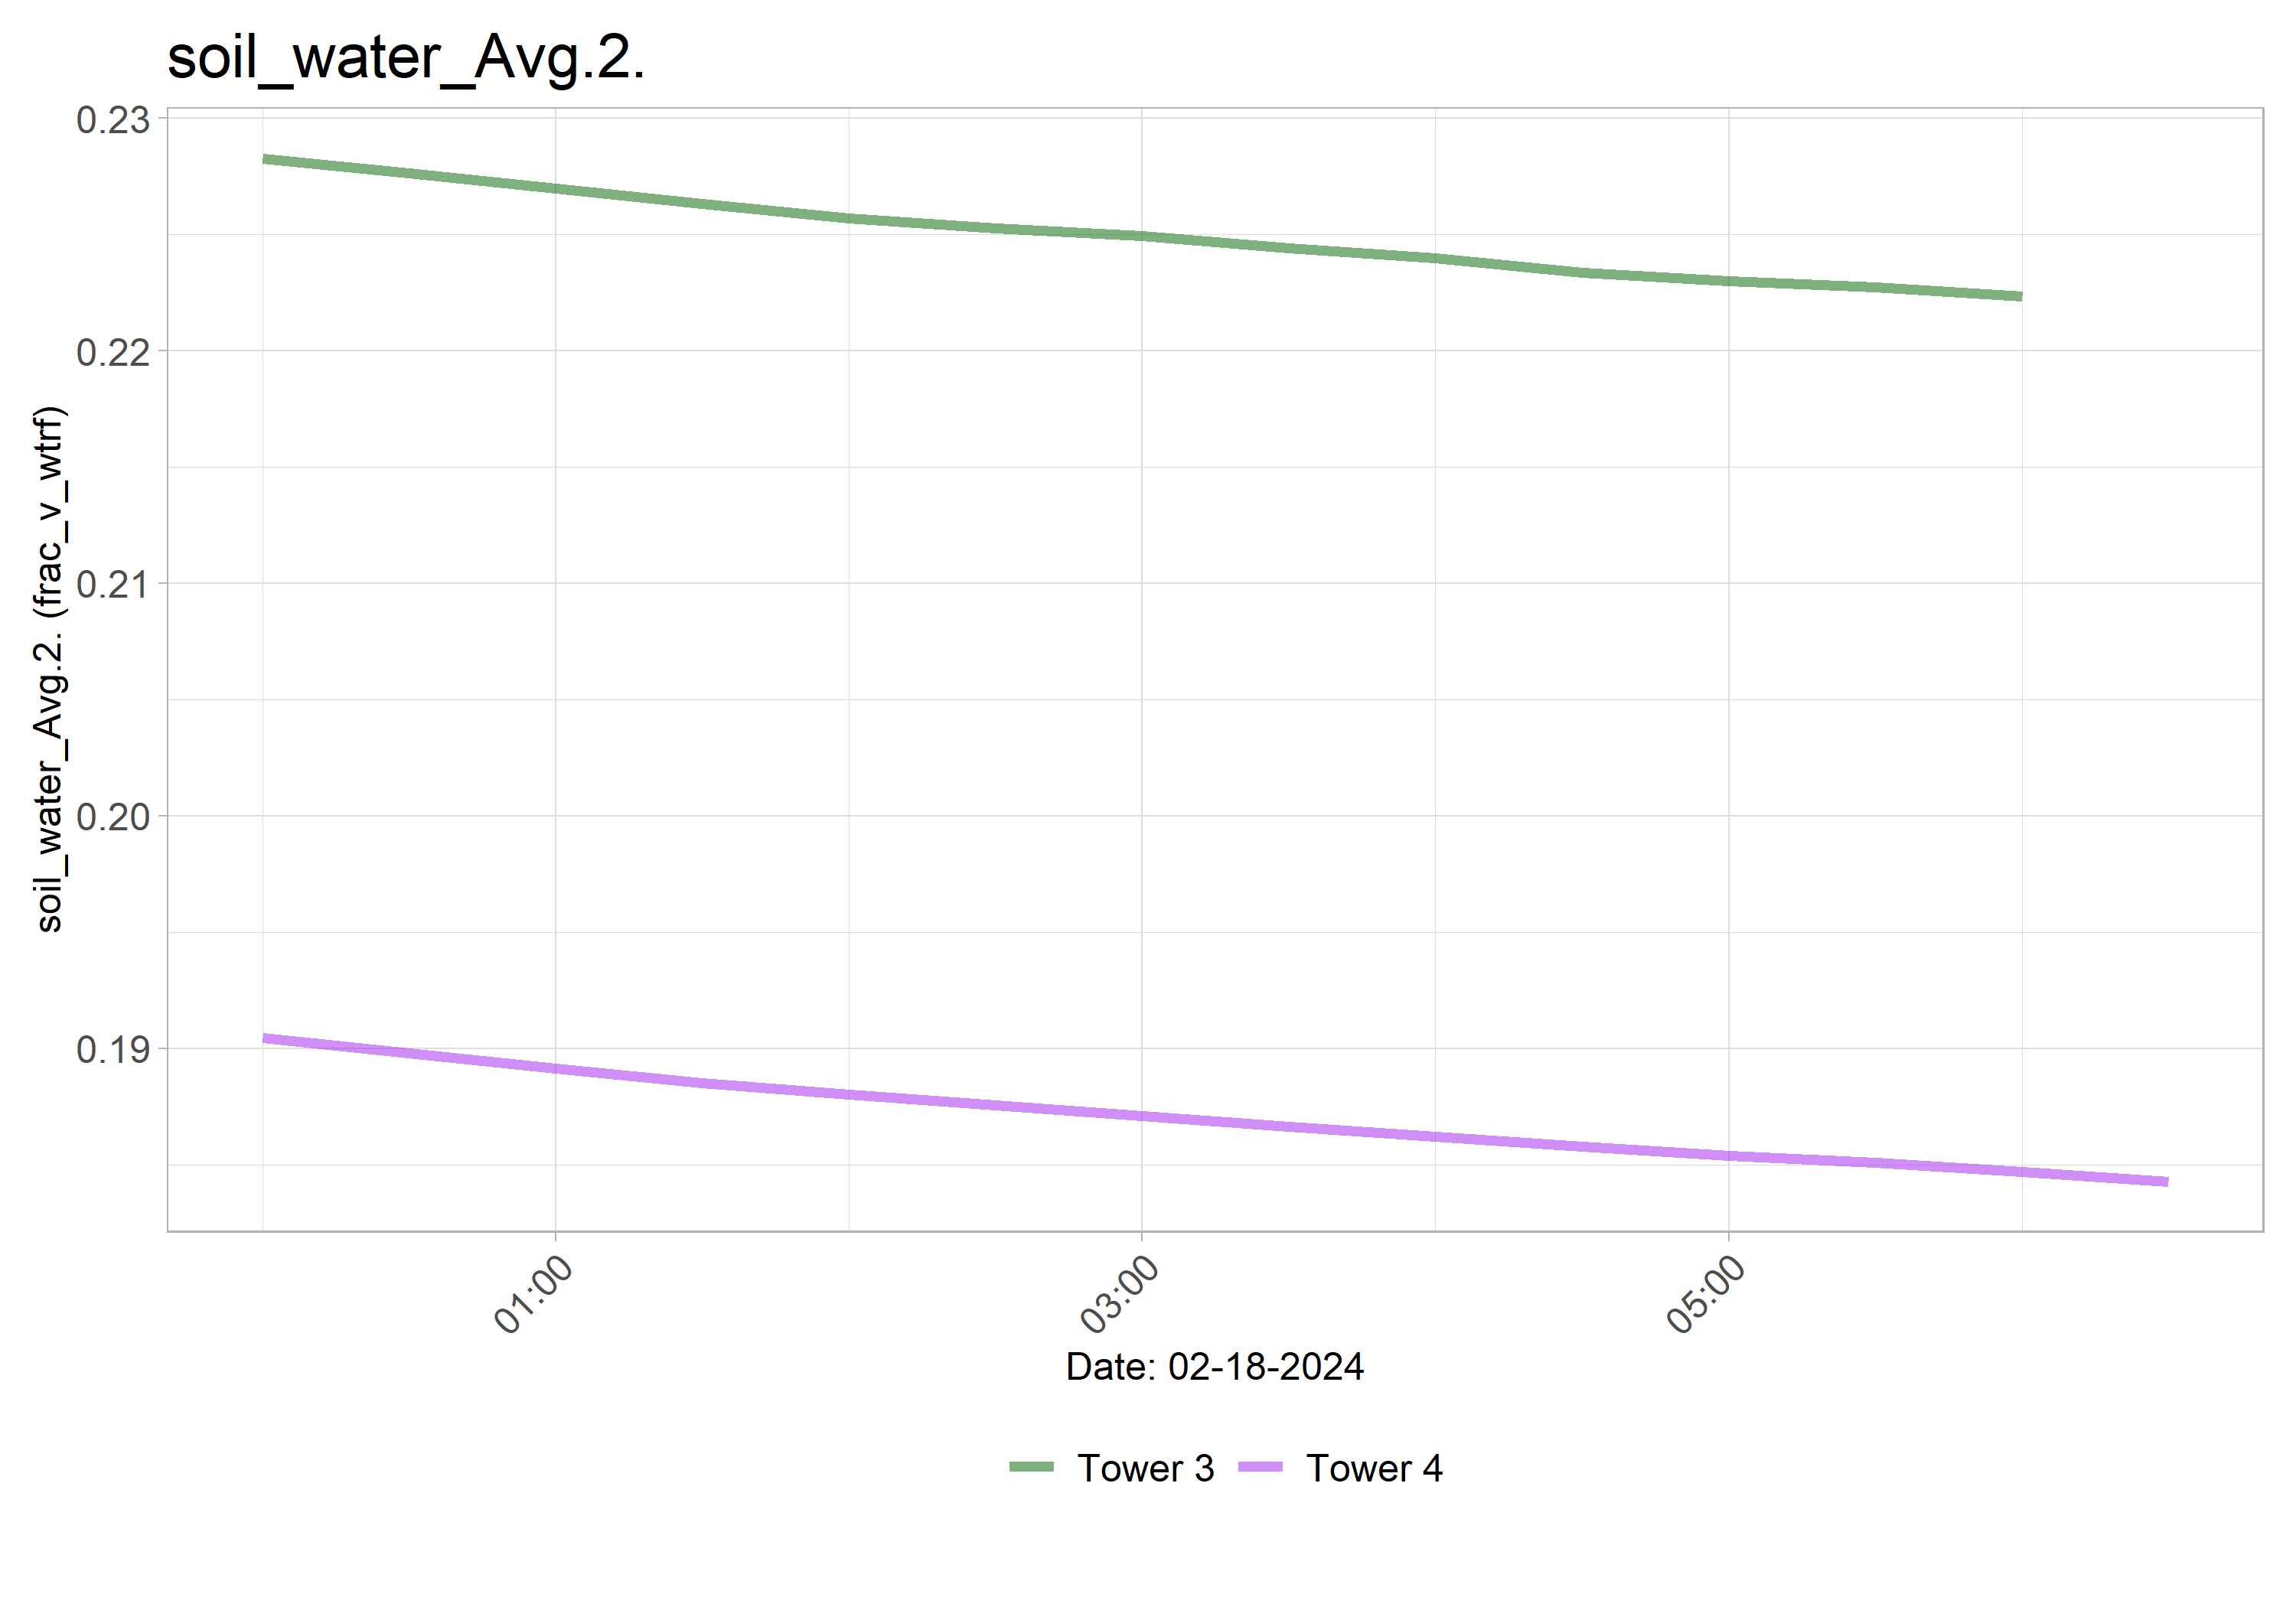 soil_water_Avg.2.
soil_water_Avg.2. (frac_v_wtrf)
0.23
0.22
0.21
0.20
0.19
01:00
03:00
05:00
Date: 02-18-2024
Tower 3
Tower 4